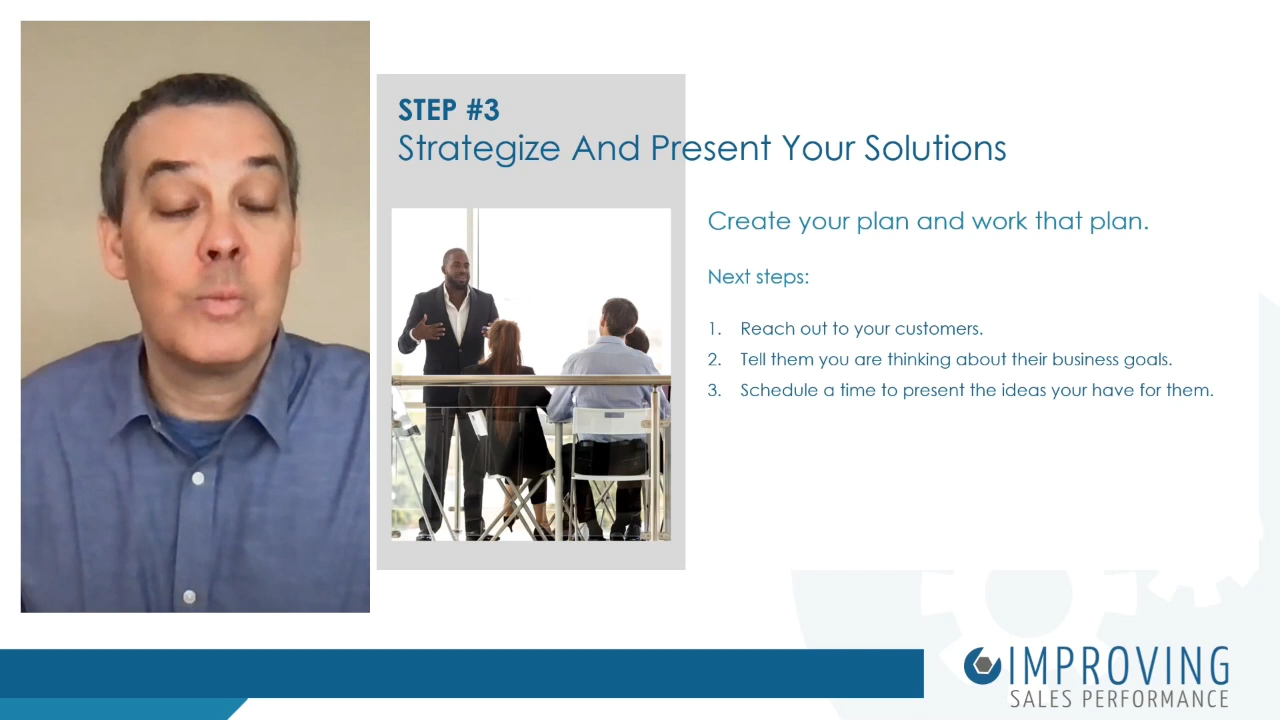 STEP #3
Strategize And Present Your Solutions
Create your plan and work that plan.
Next steps:
1. Reach out to your customers.
2. Tell them you are thinking about their business goals.
3. Schedule a time to present the ideas your have for them.
IMPROVING
SALES PERFORMANCE